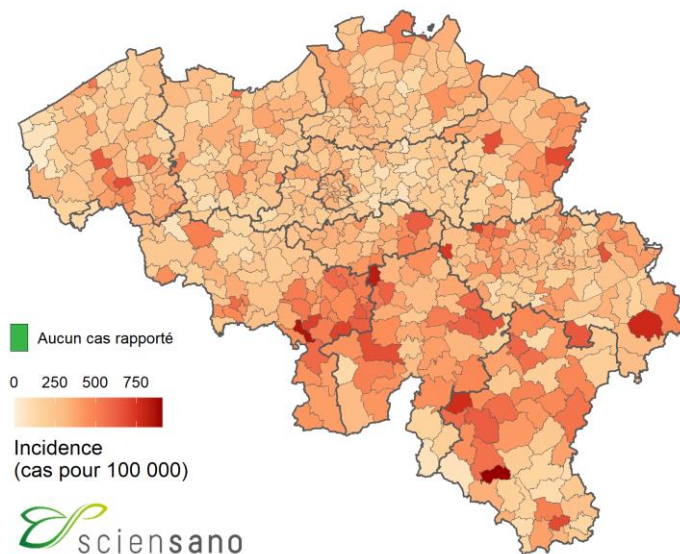 Aucun cas rapporté
0 250 500 750
Incidence
(cas pour 100 000)
sciensano